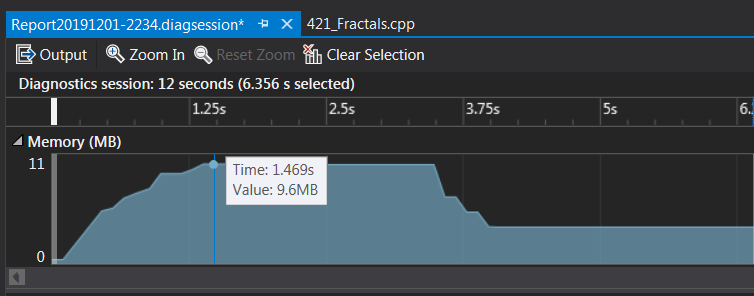 Report20191201-2234.diagsession* 421_Fractals.cpp
Output Zoom In Reset Zoom Clear Selection
Diagnostics session: 12 seconds (6.356 s selected)
1.25s 2.5s 3.75s 5s 6.
Memory (MB)
11
Time: 1.469s
Value: 9.6MB
0